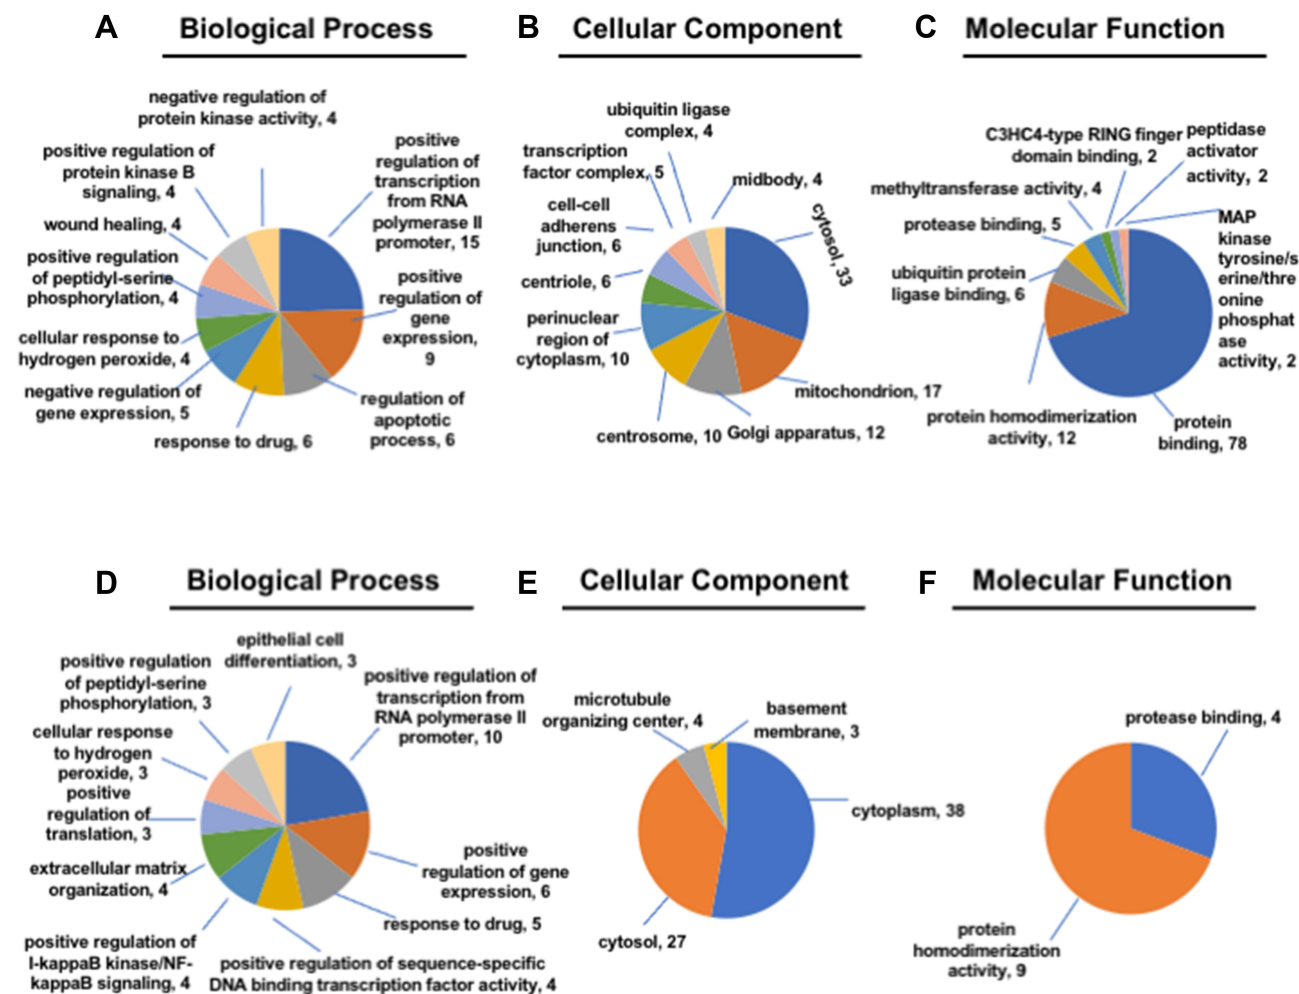 A
Biological Process
negative regulation of
protein kinase activity, 4
positive
regulation of
transcription
from RNA
polymerase II
promoter, 15
positive
regulation of
gene
expression,
9
regulation of
apoptotic
process, 6
response to drug, 6
negative regulation of
gene expression, 5
cellular response to
hydrogen peroxide, 4
positive regulation
of peptidyl-serine
phosphorylation, 4
wound healing, 4
positive regulation of
protein kinase B
signaling, 4
B
Cellular Component
ubiquitin ligase
complex, 4
midbody, 4
cytosol, 33
mitochondrion, 17
Golgi apparatus, 12
centrosome, 10
perinuclear
region of
cytoplasm, 10
centriole, 6
cell-cell
adherens
junction, 6
transcription
factor complex, 5
C
Molecular Function
C3HC4-type RING finger
domain binding, 2
peptidase
activator
activity, 2
MAP
kinase
tyrosine/s
erine/thre
onine
phosphat
ase
activity, 2
protein
binding, 78
protein homodimerization
activity, 12
ubiquitin protein
ligase binding, 6
protease binding, 5
methyltransferase activity, 4
D
Biological Process
epithelial cell
differentiation, 3
positive regulation of
transcription from
RNA polymerase II
promoter, 10
positive
regulation of gene
expression, 6
response to drug, 5
positive regulation of sequence-specific
DNA binding transcription factor activity, 4
positive regulation of
I-kappaB kinase/NF-
kappaB signaling, 4
extracellular matrix
organization, 4
positive
regulation of
translation, 3
cellular response
to hydrogen
peroxide, 3
positive regulation
of peptidyl-serine
phosphorylation, 3
E
Cellular Component
microtubule
organizing center, 4
basement
membrane, 3
cytoplasm, 38
cytosol, 27
F
Molecular Function
protease binding, 4
protein
homodimerization
activity, 9